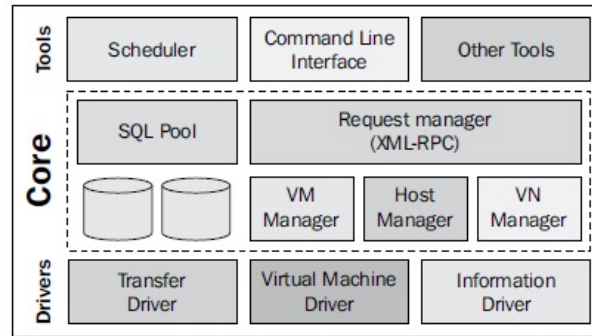 Tools
Scheduler
Command Line
Interface
Other Tools
Core
SQL Pool
Request manager
(XML-RPC)
VM
Manager
Host
Manager
VN
Manager
Drivers
Transfer
Driver
Virtual Machine
Driver
Information
Driver